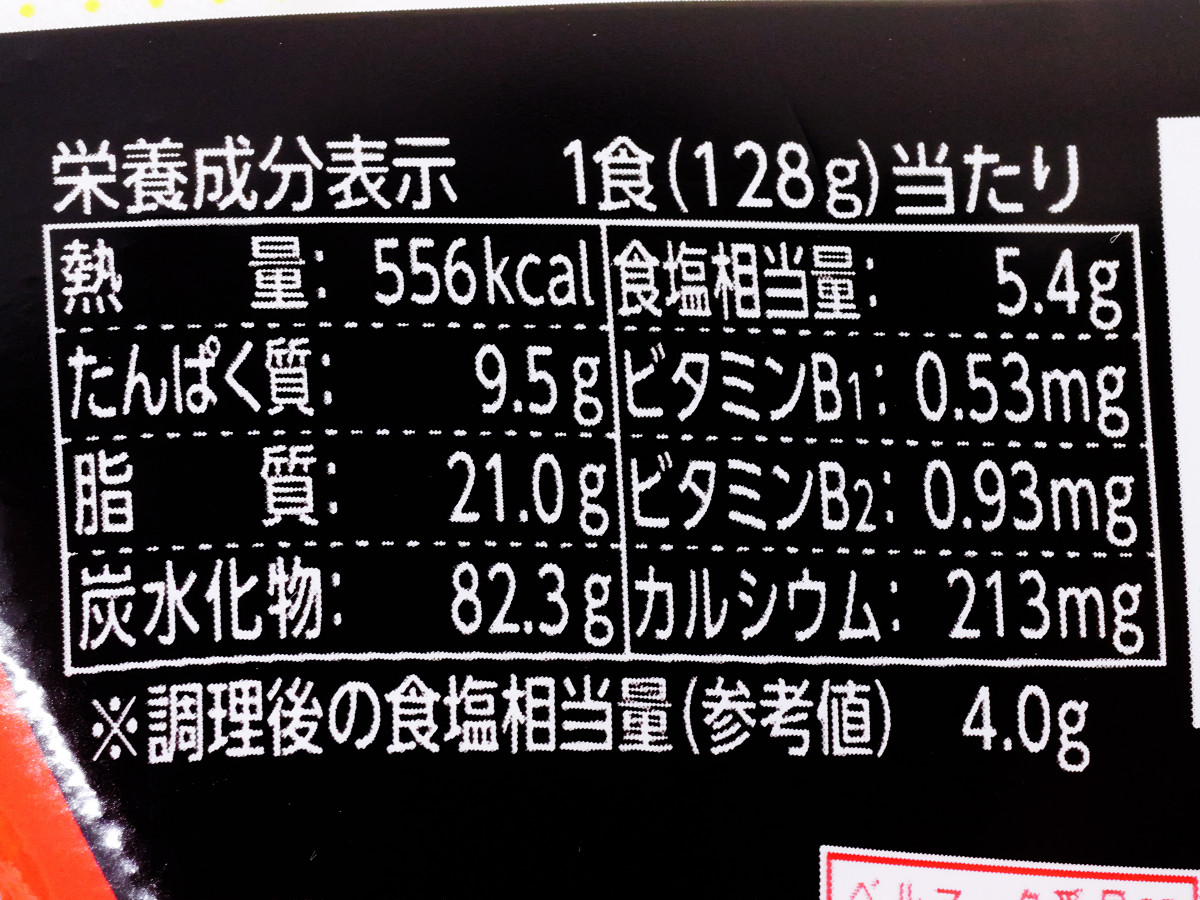 栄養成分表示 1食(128g)当たり
熱量: 556kcal 食塩相当量: 5.4g
たんぱく質: 9.5g ビタミンB1: 0.53mg
脂質: 21.0g ビタミンB2: 0.93mg
炭水化物: 82.3g カルシウム: 213mg
※調理後の食塩相当量(参考値) 4.0g